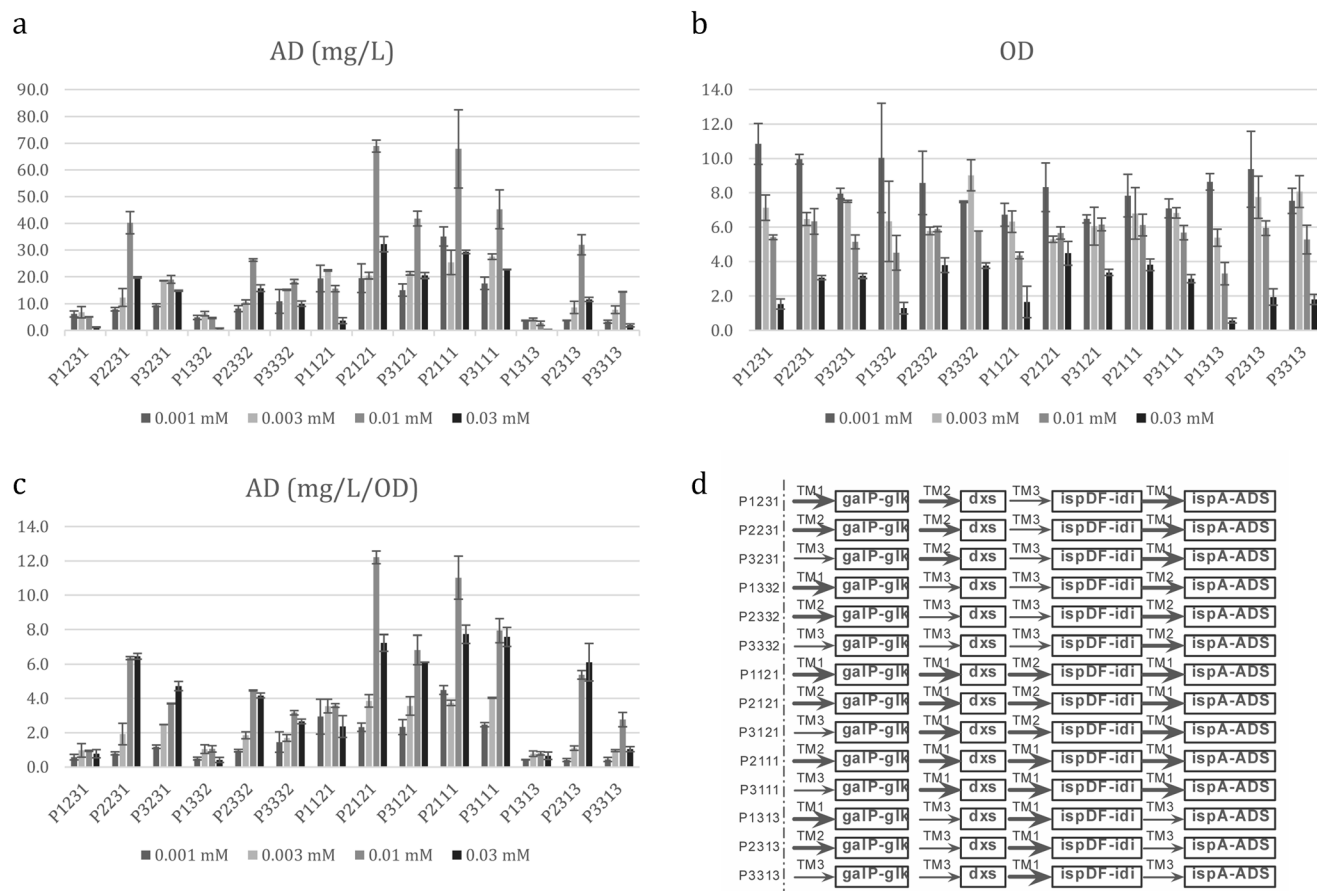 a
AD (mg/L)
90.0
80.0
70.0
60.0
50.0
40.0
30.0
20.0
10.0
0.0
P1231 P2231 P3231 P1332 P2332 P3332 P1121 P2121 P3121 P2111 P3111 P1313 P2313 P3313
0.001 mM 0.003 mM 0.01 mM 0.03 mM
b
OD
14.0
12.0
10.0
8.0
6.0
4.0
2.0
0.0
P1231 P2231 P3231 P1332 P2332 P3332 P1121 P2121 P3121 P2111 P3111 P1313 P2313 P3313
0.001 mM 0.003 mM 0.01 mM 0.03 mM
c
AD (mg/L/OD)
14.0
12.0
10.0
8.0
6.0
4.0
2.0
0.0
P1231 P2231 P3231 P1332 P2332 P3332 P1121 P2121 P3121 P2111 P3111 P1313 P2313 P3313
0.001 mM 0.003 mM 0.01 mM 0.03 mM
d
P1231 TM1 galP-glk TM2 dxs TM3 ispDF-idi TM1 ispA-ADS
P2231 TM2 galP-glk TM2 dxs TM3 ispDF-idi TM1 ispA-ADS
P3231 TM3 galP-glk TM2 dxs TM3 ispDF-idi TM1 ispA-ADS
P1332 TM1 galP-glk TM3 dxs TM3 ispDF-idi TM2 ispA-ADS
P2332 TM2 galP-glk TM3 dxs TM3 ispDF-idi TM2 ispA-ADS
P3332 TM3 galP-glk TM3 dxs TM3 ispDF-idi TM2 ispA-ADS
P1121 TM1 galP-glk TM1 dxs TM2 ispDF-idi TM1 ispA-ADS
P2121 TM2 galP-glk TM1 dxs TM2 ispDF-idi TM1 ispA-ADS
P3121 TM3 galP-glk TM1 dxs TM2 ispDF-idi TM1 ispA-ADS
P2111 TM2 galP-glk TM1 dxs TM1 ispDF-idi TM1 ispA-ADS
P3111 TM3 galP-glk TM1 dxs TM1 ispDF-idi TM1 ispA-ADS
P1313 TM1 galP-glk TM3 dxs TM1 ispDF-idi TM3 ispA-ADS
P2313 TM2 galP-glk TM3 dxs TM1 ispDF-idi TM3 ispA-ADS
P3313 TM3 galP-glk TM3 dxs TM1 ispDF-idi TM3 ispA-ADS